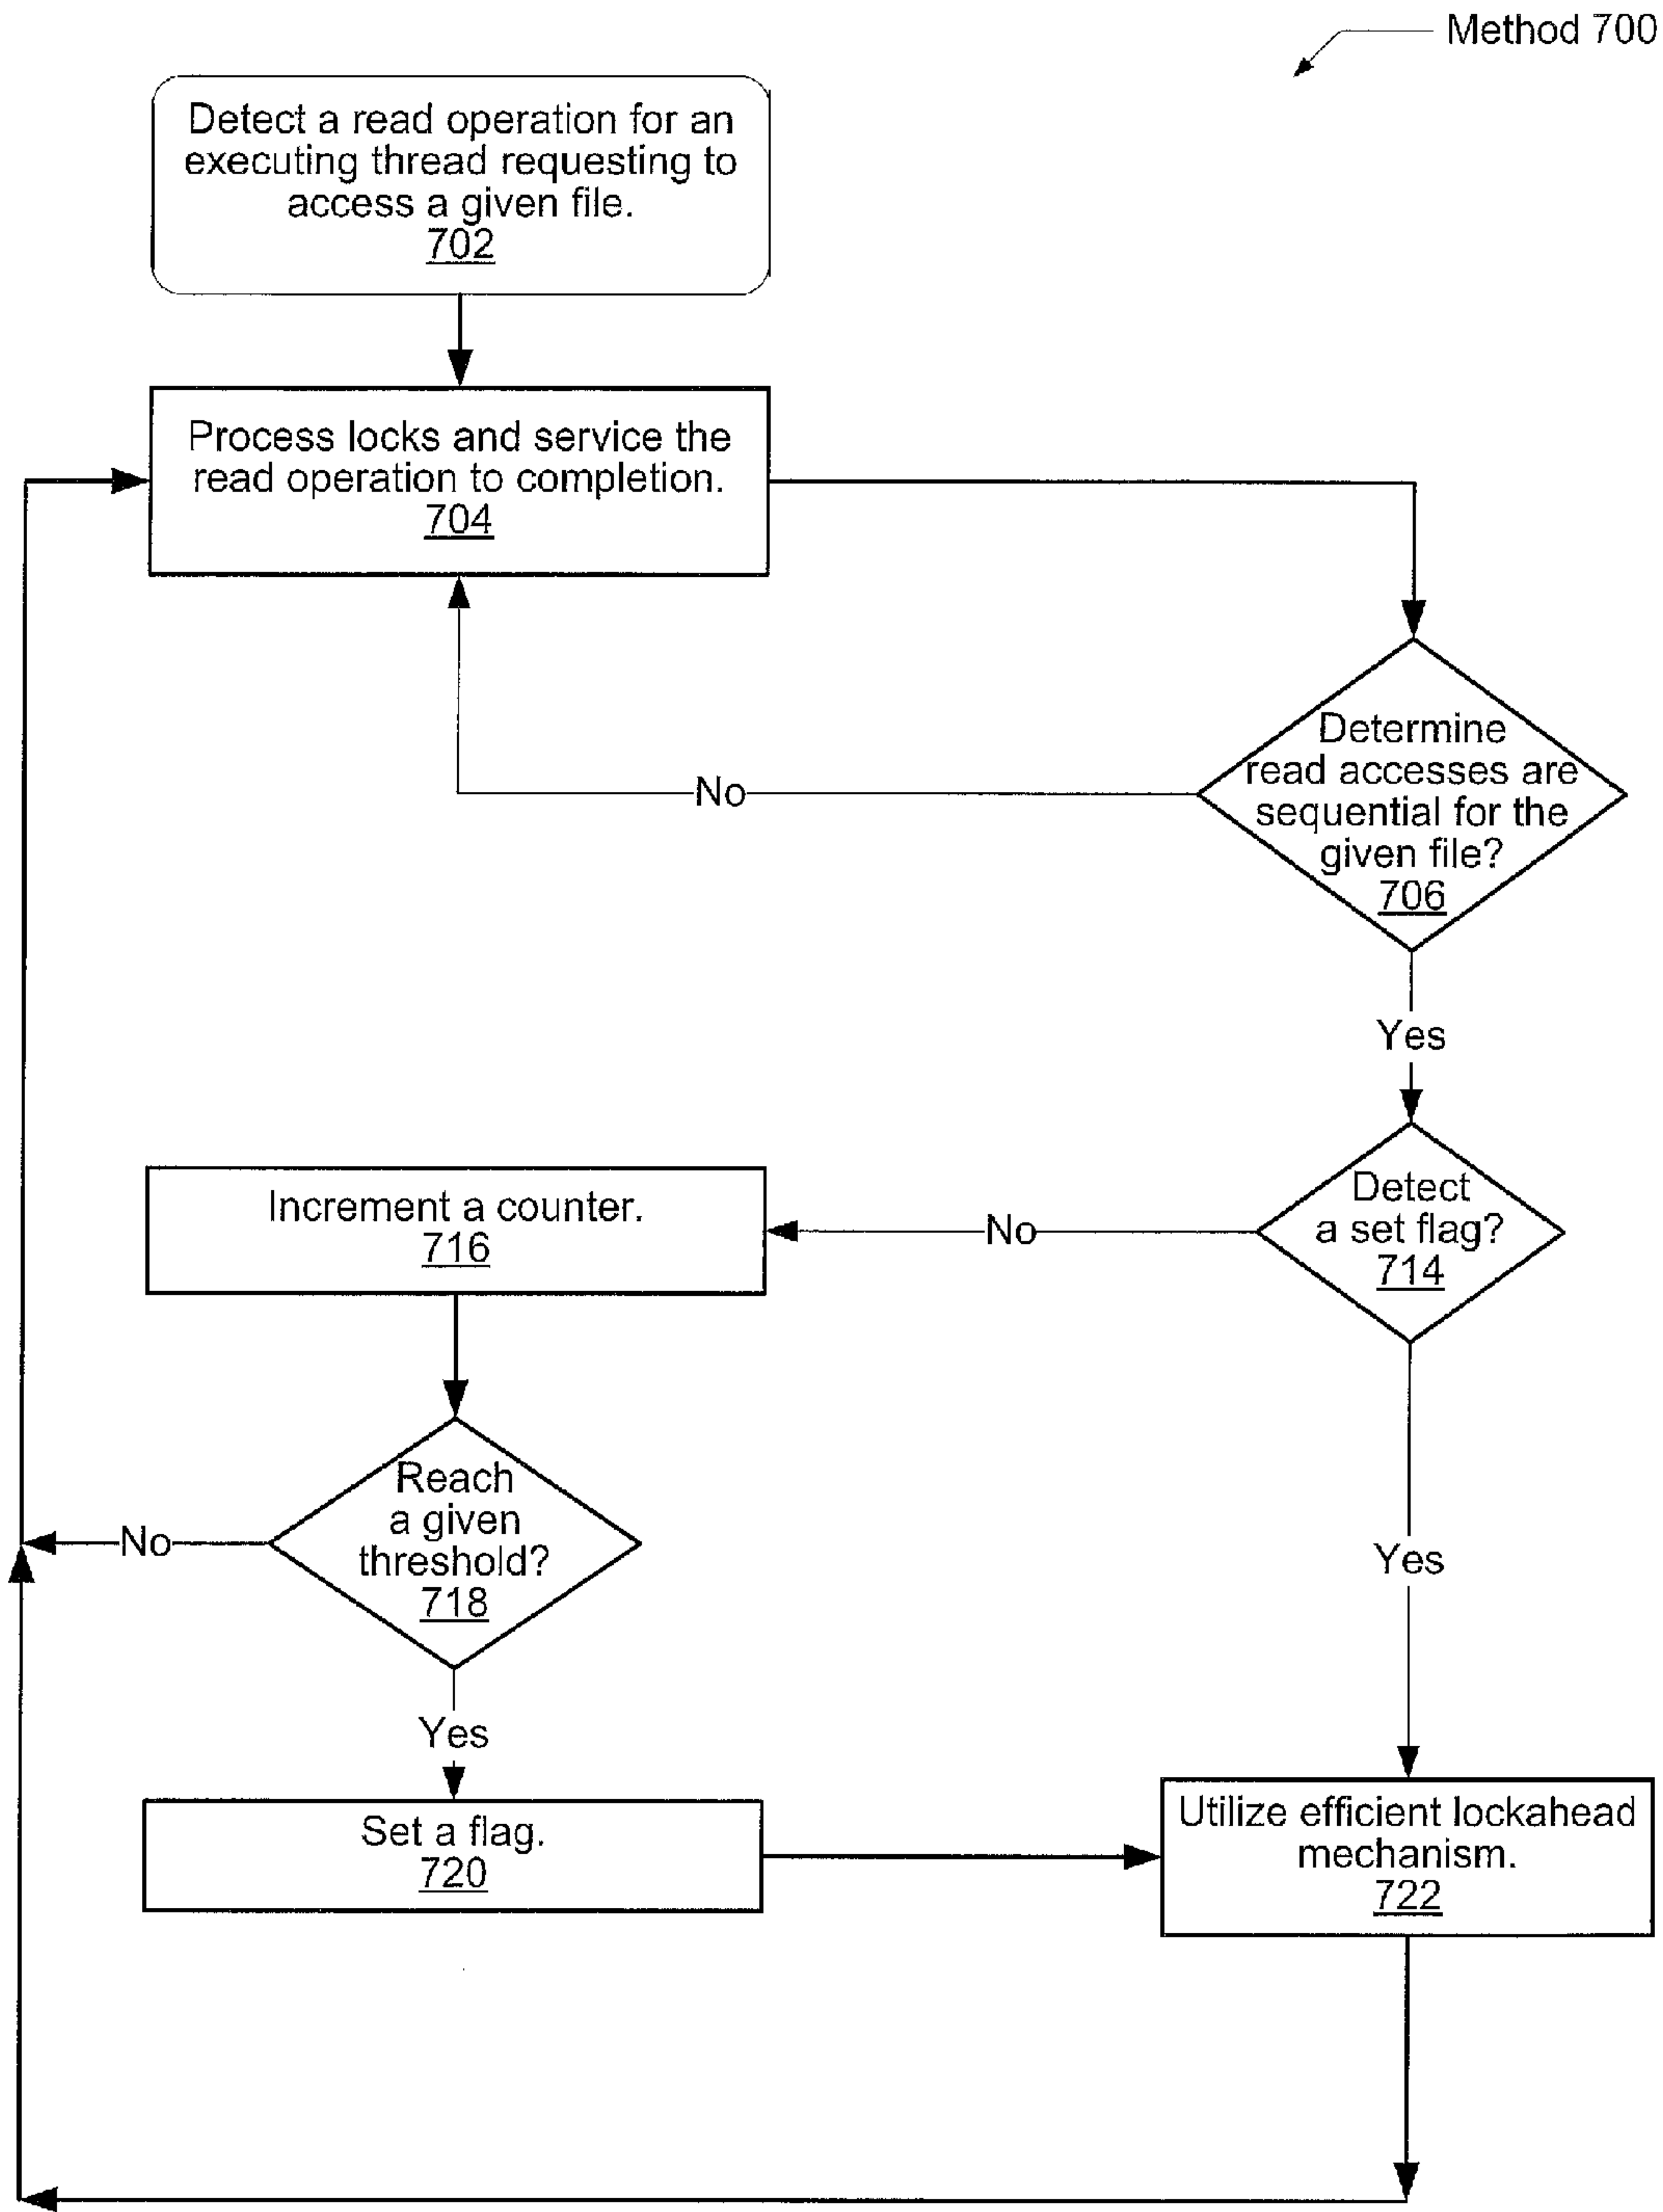 Method 700
Detect a read operation for an
executing thread requesting to
access a given file.
702
Process locks and service the
read operation to completion.
704
Determine
read accesses are
sequential for the
given file?
706
No
Yes
Detect
a set flag?
714
No
Increment a counter.
716
Reach
a given
threshold?
718
No
Yes
Yes
Set a flag.
720
Utilize efficient lockahead
mechanism.
722